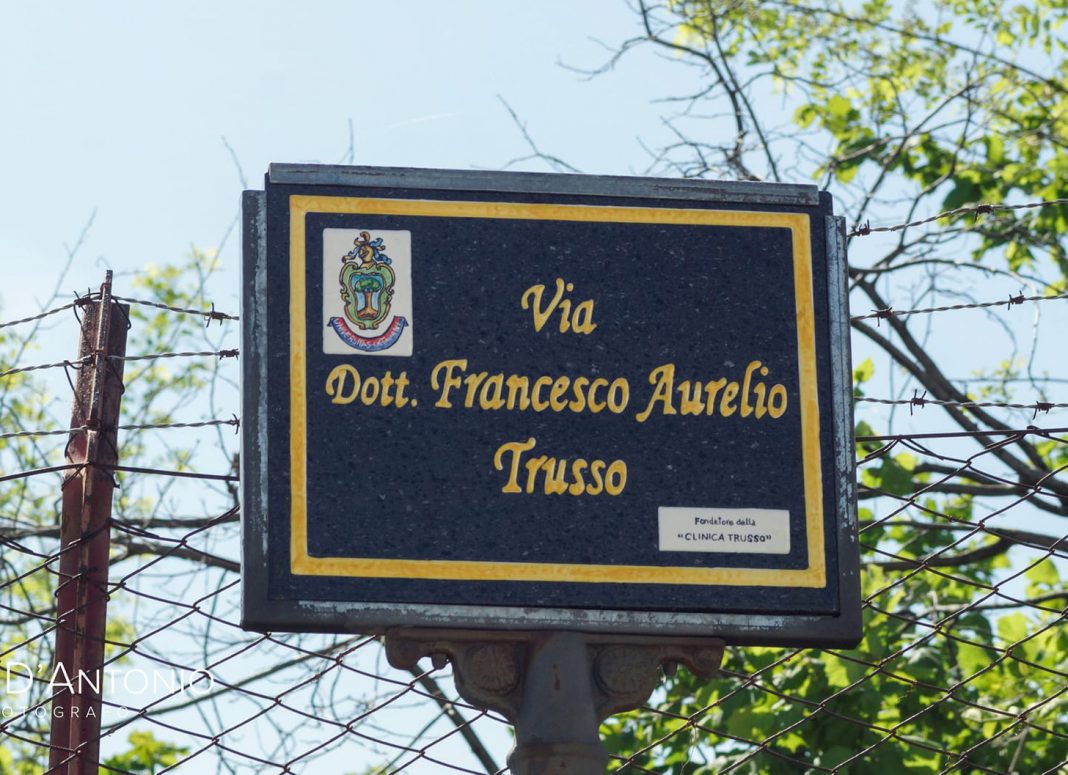 Via
Dott. Francesco Aurelio
Trusso
Fondatore della
"CLINICA TRUSSO"
D'ANTONIO